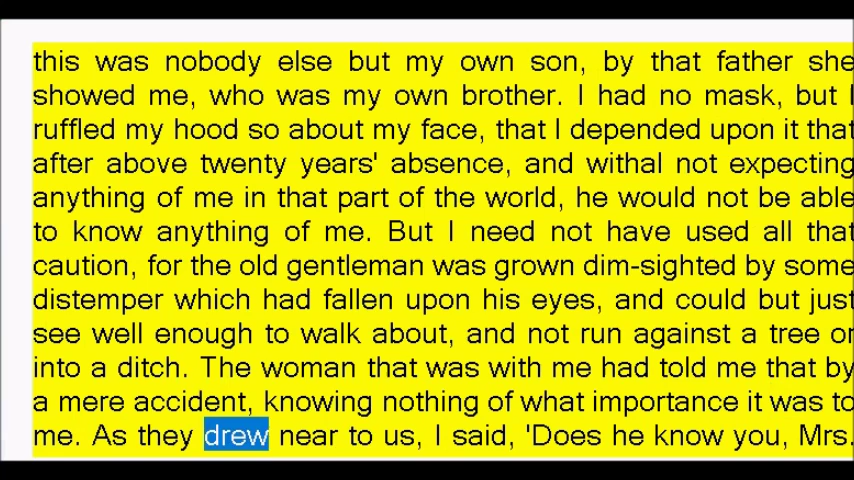 this was nobody else but my own son, by that father she
showed me, who was my own brother. I had no mask, but I
ruffled my hood so about my face, that I depended upon it that
after above twenty years' absence, and withal not expecting
anything of me in that part of the world, he would not be able
to know anything of me. But I need not have used all that
caution, for the old gentleman was grown dim-sighted by some
distemper which had fallen upon his eyes, and could but just
see well enough to walk about, and not run against a tree or
into a ditch. The woman that was with me had told me that by
a mere accident, knowing nothing of what importance it was to
me. As they drew near to us, I said, 'Does he know you, Mrs.